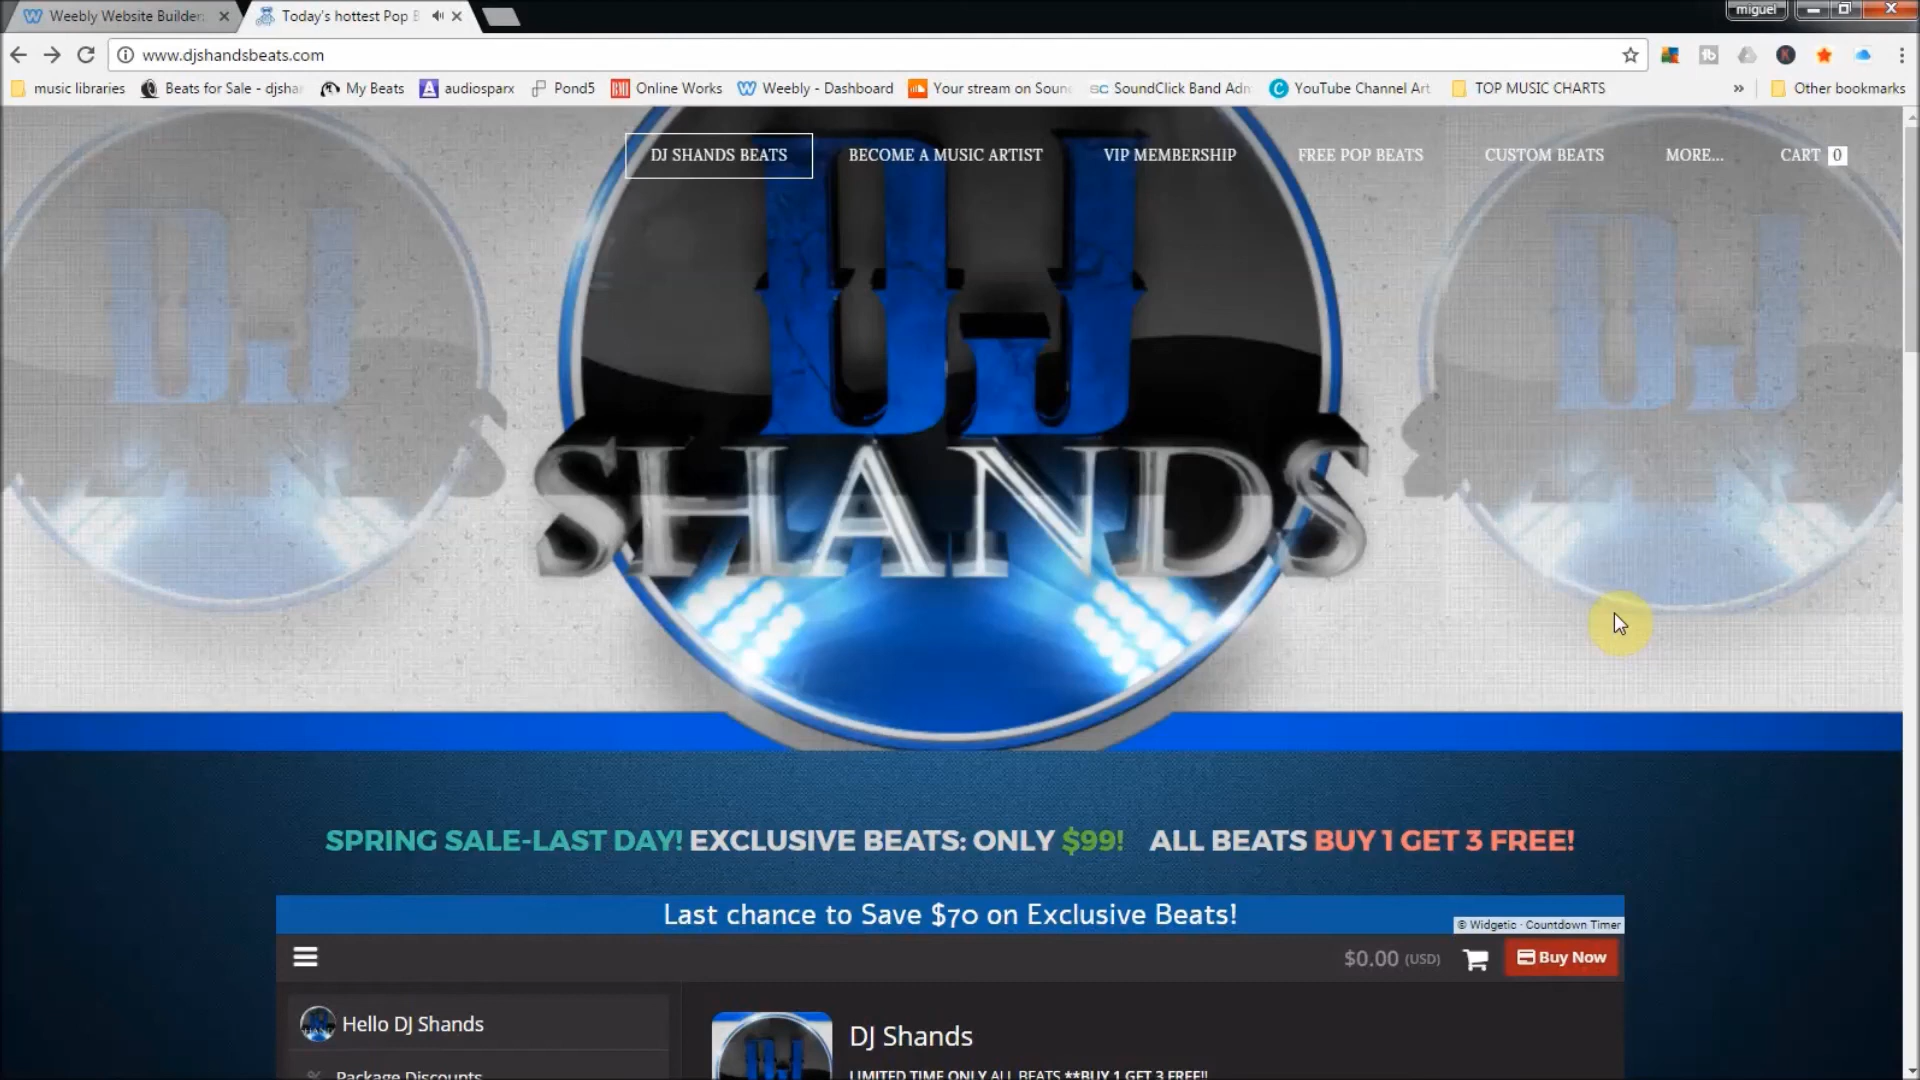 Weebly Website Builder:
Today's hottest Pop B
miguel
www.djshandsbeats.com
music libraries
Beats for Sale - djshan
My Beats
audiosparx
Pond5
Online Works
Weebly - Dashboard
Your stream on Soun
SoundClick Band Adm
YouTube Channel Art
TOP MUSIC CHARTS
»
Other bookmarks
DJ SHANDS BEATS
BECOME A MUSIC ARTIST
VIP MEMBERSHIP
FREE POP BEATS
CUSTOM BEATS
MORE...
CART 0
DJ
DJ
DJ
SHANDS
SPRING SALE-LAST DAY! EXCLUSIVE BEATS: ONLY $99! ALL BEATS BUY 1 GET 3 FREE!
Last chance to Save $70 on Exclusive Beats!
© Widgetic · Countdown Timer
$0.00 (USD)
Buy Now
Hello DJ Shands
DJ Shands
Package Discounts
LIMITED TIME ONLY ALL BEATS **BUY 1 GET 3 FREE!!